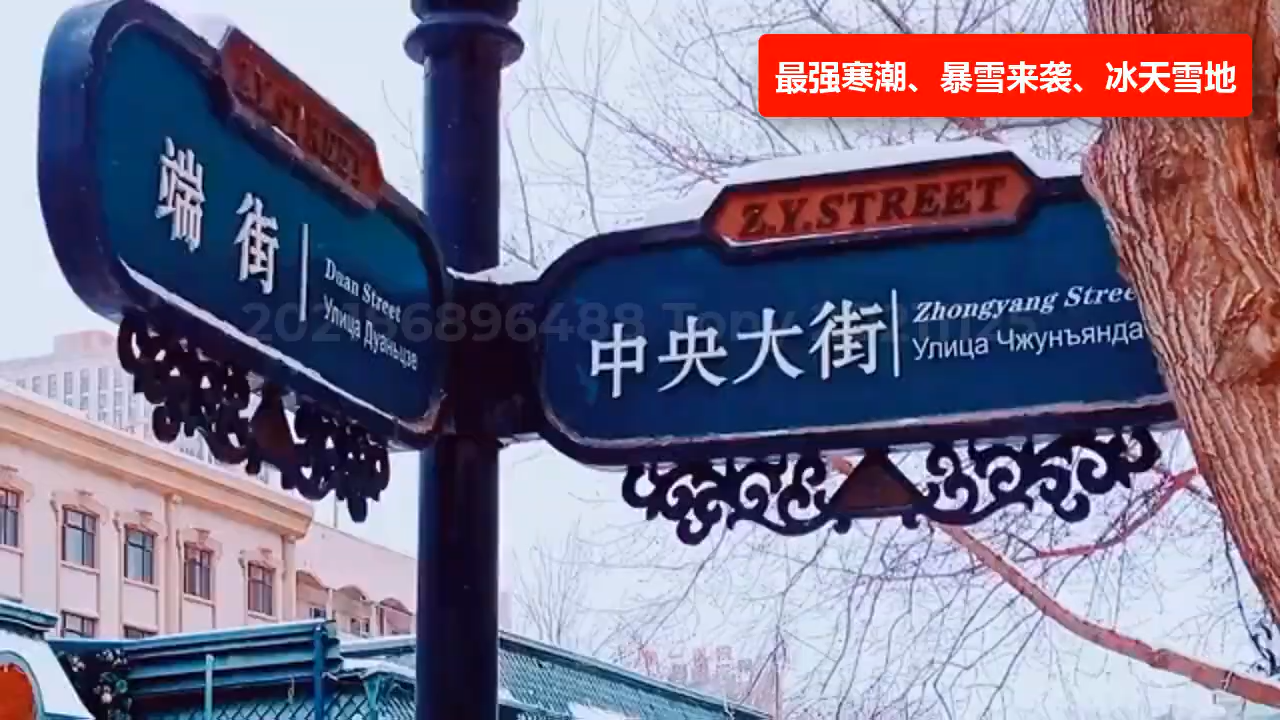 最强寒潮、暴雪来袭、冰天雪地
Z.Y.STREET
端街
Duan Street
Улица Дуаньцзе
中央大街
Zhongyang Stree
Улица Чжунъянда